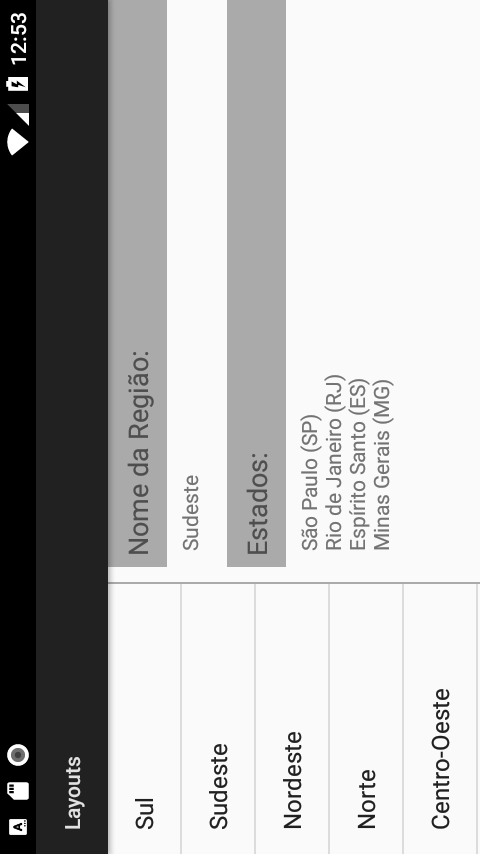 12:53
Layouts
Sul
Sudeste
Nordeste
Norte
Centro-Oeste
Nome da Região:
Sudeste
Estados:
São Paulo (SP)
Rio de Janeiro (RJ)
Espírito Santo (ES)
Minas Gerais (MG)